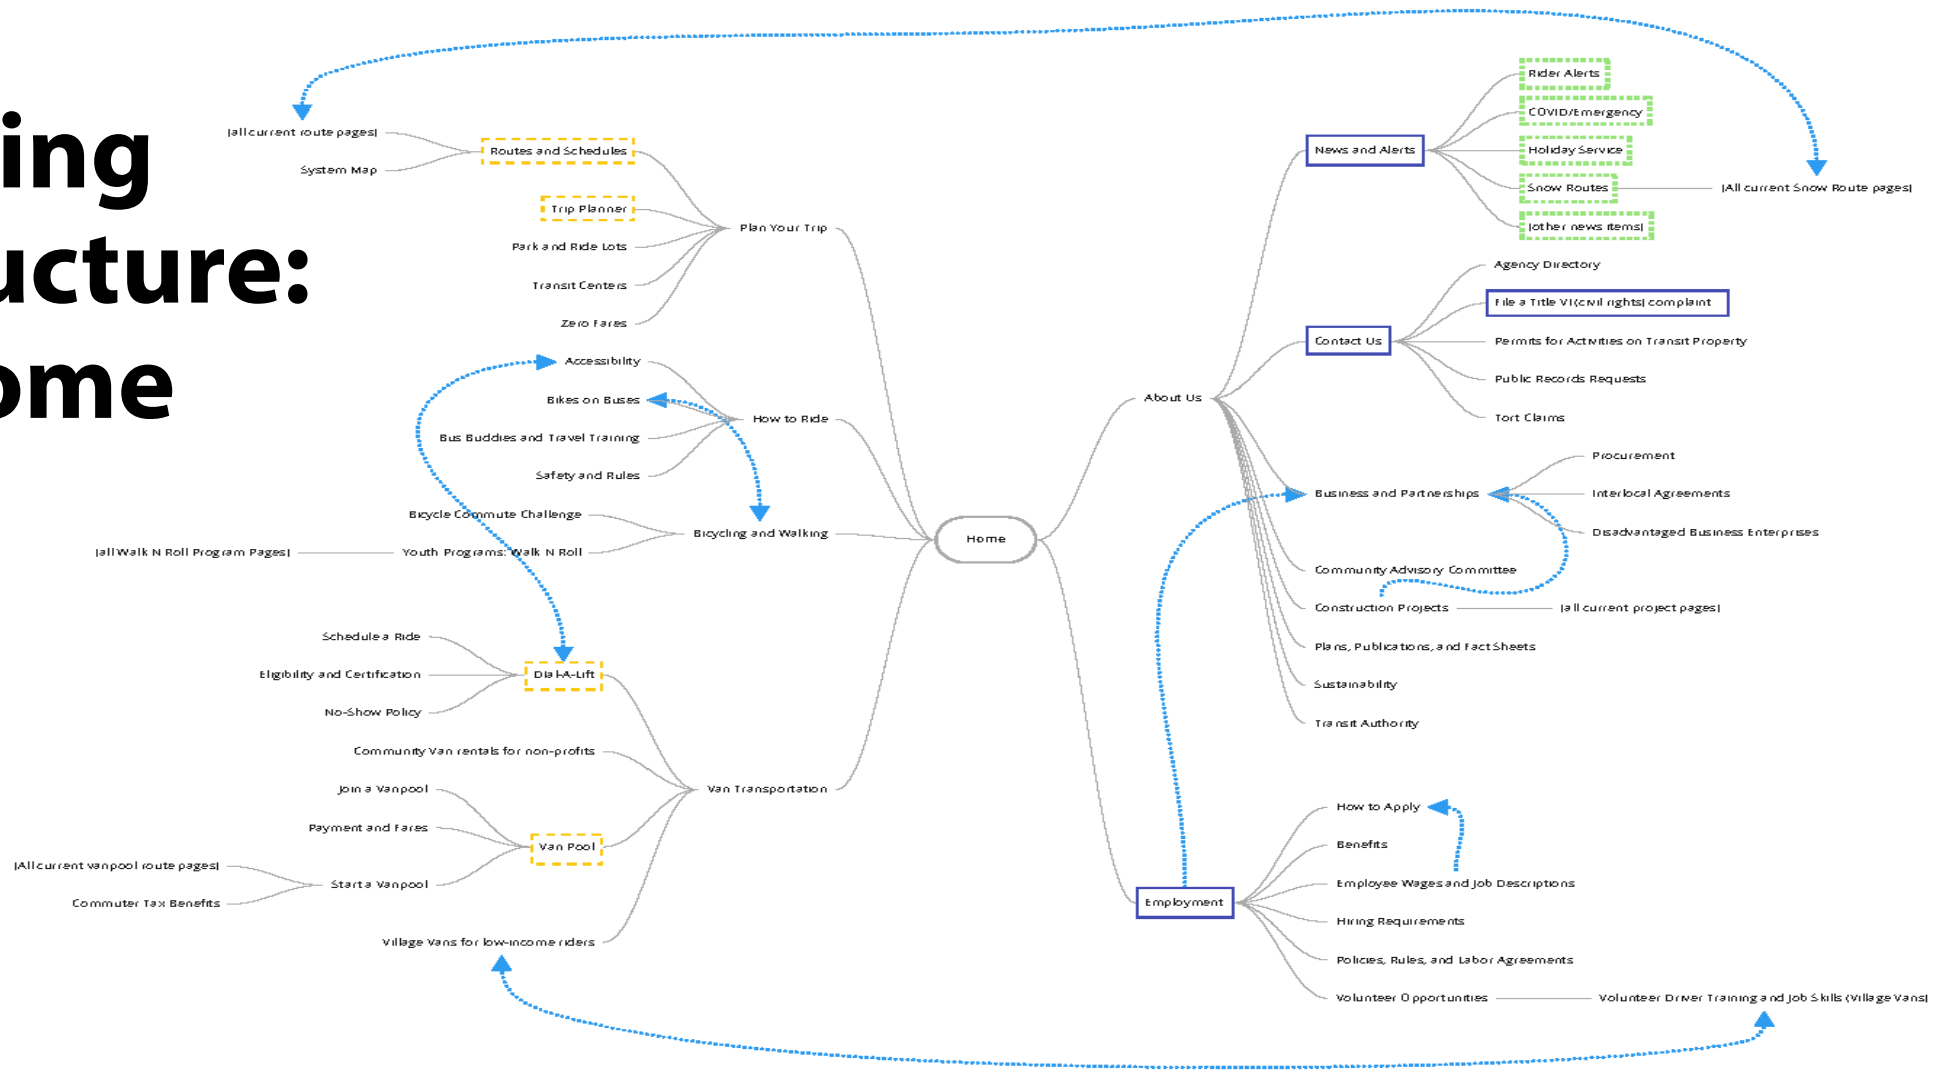 ing
ucture:
ome
[all current route pages]
System Map
Routes and Schedules
Trip Planner
Park and Ride Lots
Transit Centers
Zero Fares
Plan Your Trip
Accessibility
Bikes on Buses
Bus Buddies and Travel Training
Safety and Rules
How to Ride
Bicycle Commute Challenge
[all Walk N Roll Program Pages]
Youth Programs: Walk N Roll
Bicycling and Walking
Schedule a Ride
Eligibility and Certification
No-Show Policy
Dial-A-Lift
Community Van rentals for non-profits
Join a Vanpool
Payment and Fares
[All current vanpool route pages]
Commuter Tax Benefits
Start a Vanpool
Van Pool
Village Vans for low-income riders
Van Transportation
Home
About Us
News and Alerts
Rider Alerts
COVID/Emergency
Holiday Service
Snow Routes
[All current Snow Route pages]
[other news items]
Contact Us
Agency Directory
File a Title VI (civil rights) complaint
Permits for Activities on Transit Property
Public Records Requests
Tort Claims
Business and Partnerships
Procurement
Interlocal Agreements
Disadvantaged Business Enterprises
Community Advisory Committee
Construction Projects
[all current project pages]
Plans, Publications, and Fact Sheets
Sustainability
Transit Authority
Employment
How to Apply
Benefits
Employee Wages and Job Descriptions
Hiring Requirements
Policies, Rules, and Labor Agreements
Volunteer Opportunities
Volunteer Driver Training and Job Skills (Village Vans)